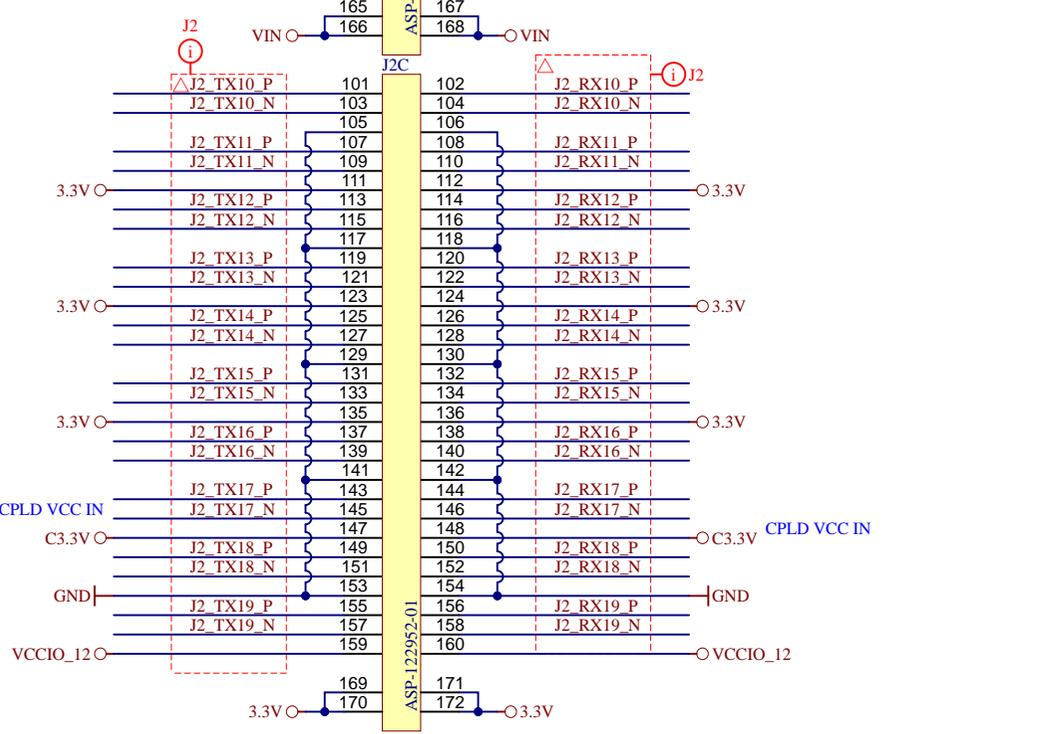 165 ASP- 167
J2 VIN 166 168 VIN
J2C J2
J2_TX10_P 101 102 J2_RX10_P
J2_TX10_N 103 104 J2_RX10_N
105 106
J2_TX11_P 107 108 J2_RX11_P
J2_TX11_N 109 110 J2_RX11_N
3.3V 111 112 3.3V
J2_TX12_P 113 114 J2_RX12_P
J2_TX12_N 115 116 J2_RX12_N
117 118
J2_TX13_P 119 120 J2_RX13_P
J2_TX13_N 121 122 J2_RX13_N
3.3V 123 124 3.3V
J2_TX14_P 125 126 J2_RX14_P
J2_TX14_N 127 128 J2_RX14_N
129 130
J2_TX15_P 131 132 J2_RX15_P
J2_TX15_N 133 134 J2_RX15_N
3.3V 135 136 3.3V
J2_TX16_P 137 138 J2_RX16_P
J2_TX16_N 139 140 J2_RX16_N
141 142
J2_TX17_P 143 144 J2_RX17_P
CPLD VCC IN J2_TX17_N 145 146 J2_RX17_N
C3.3V 147 148 C3.3V CPLD VCC IN
J2_TX18_P 149 150 J2_RX18_P
J2_TX18_N 151 152 J2_RX18_N
GND 153 154 GND
J2_TX19_P 155 156 J2_RX19_P
J2_TX19_N 157 158 J2_RX19_N
VCCIO_12 159 160 VCCIO_12
ASP-122952-01
169 171
3.3V 170 172 3.3V